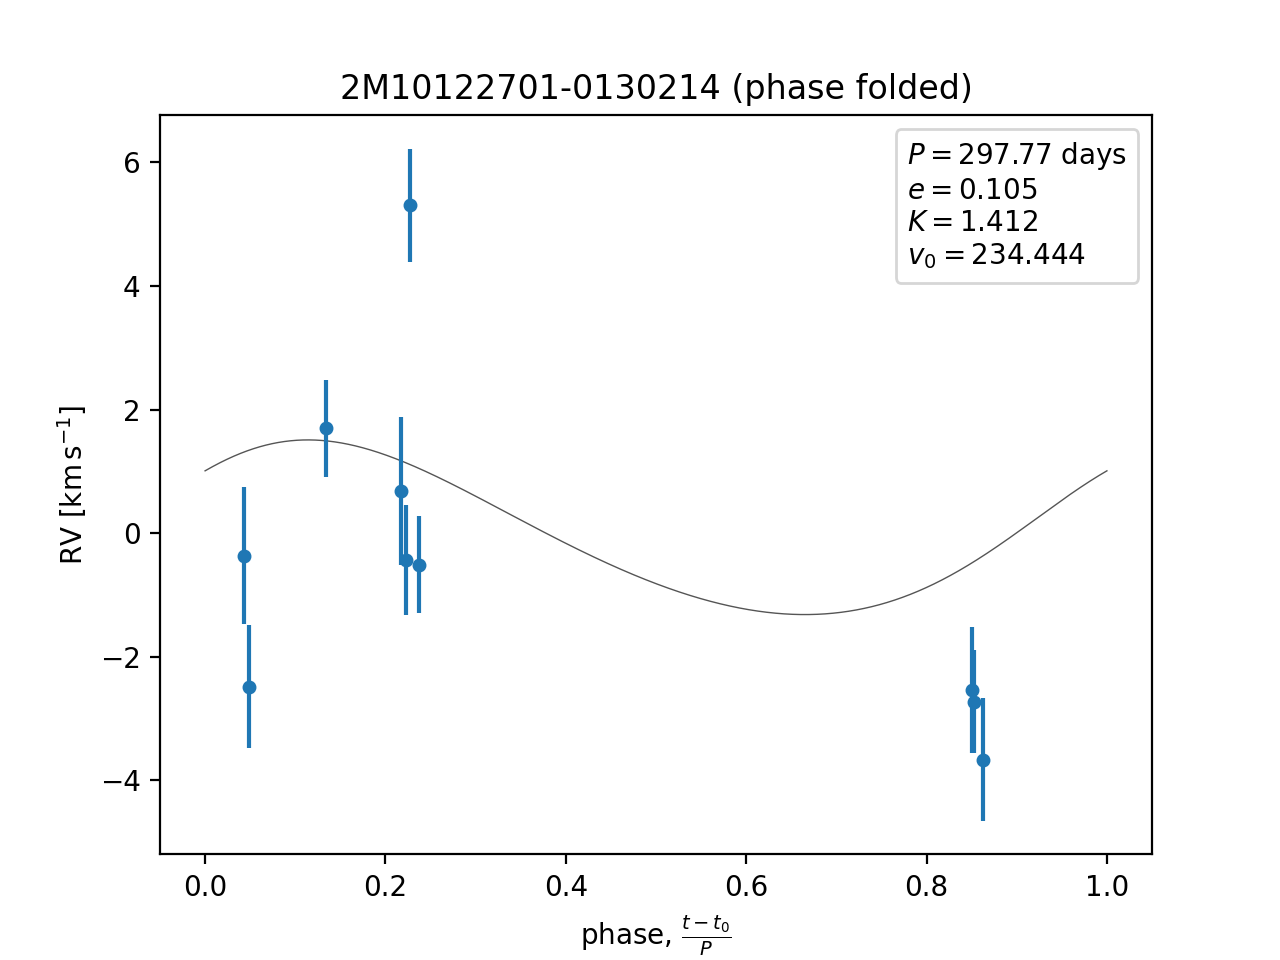 2M10122701-0130214 (phase folded)
P = 297.77 days
e = 0.105
K = 1.412
v₀ = 234.444
RV [km s⁻¹]
6
4
2
0
−2
−4
0.0 0.2 0.4 0.6 0.8 1.0
phase, (t − t₀)/P